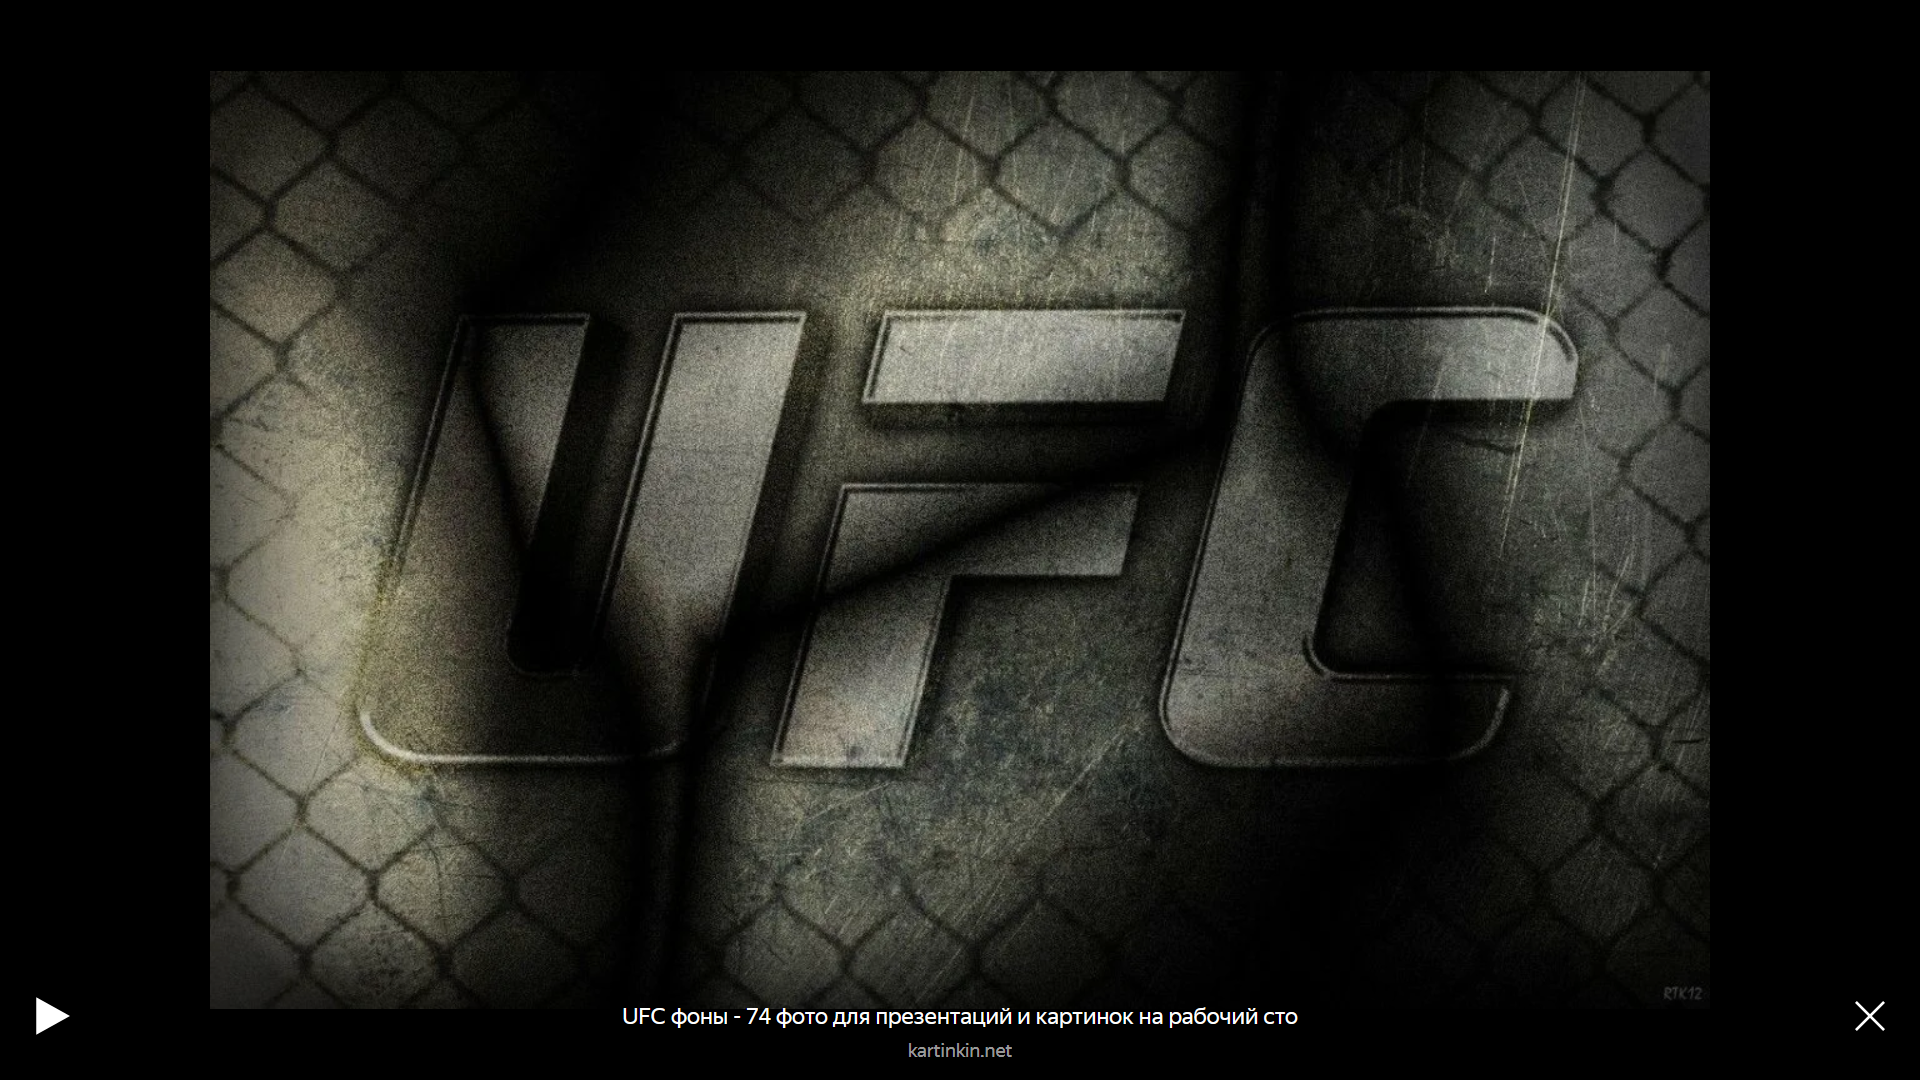 UFC
RTK12
UFC фоны - 74 фото для презентаций и картинок на рабочий сто
kartinkin.net